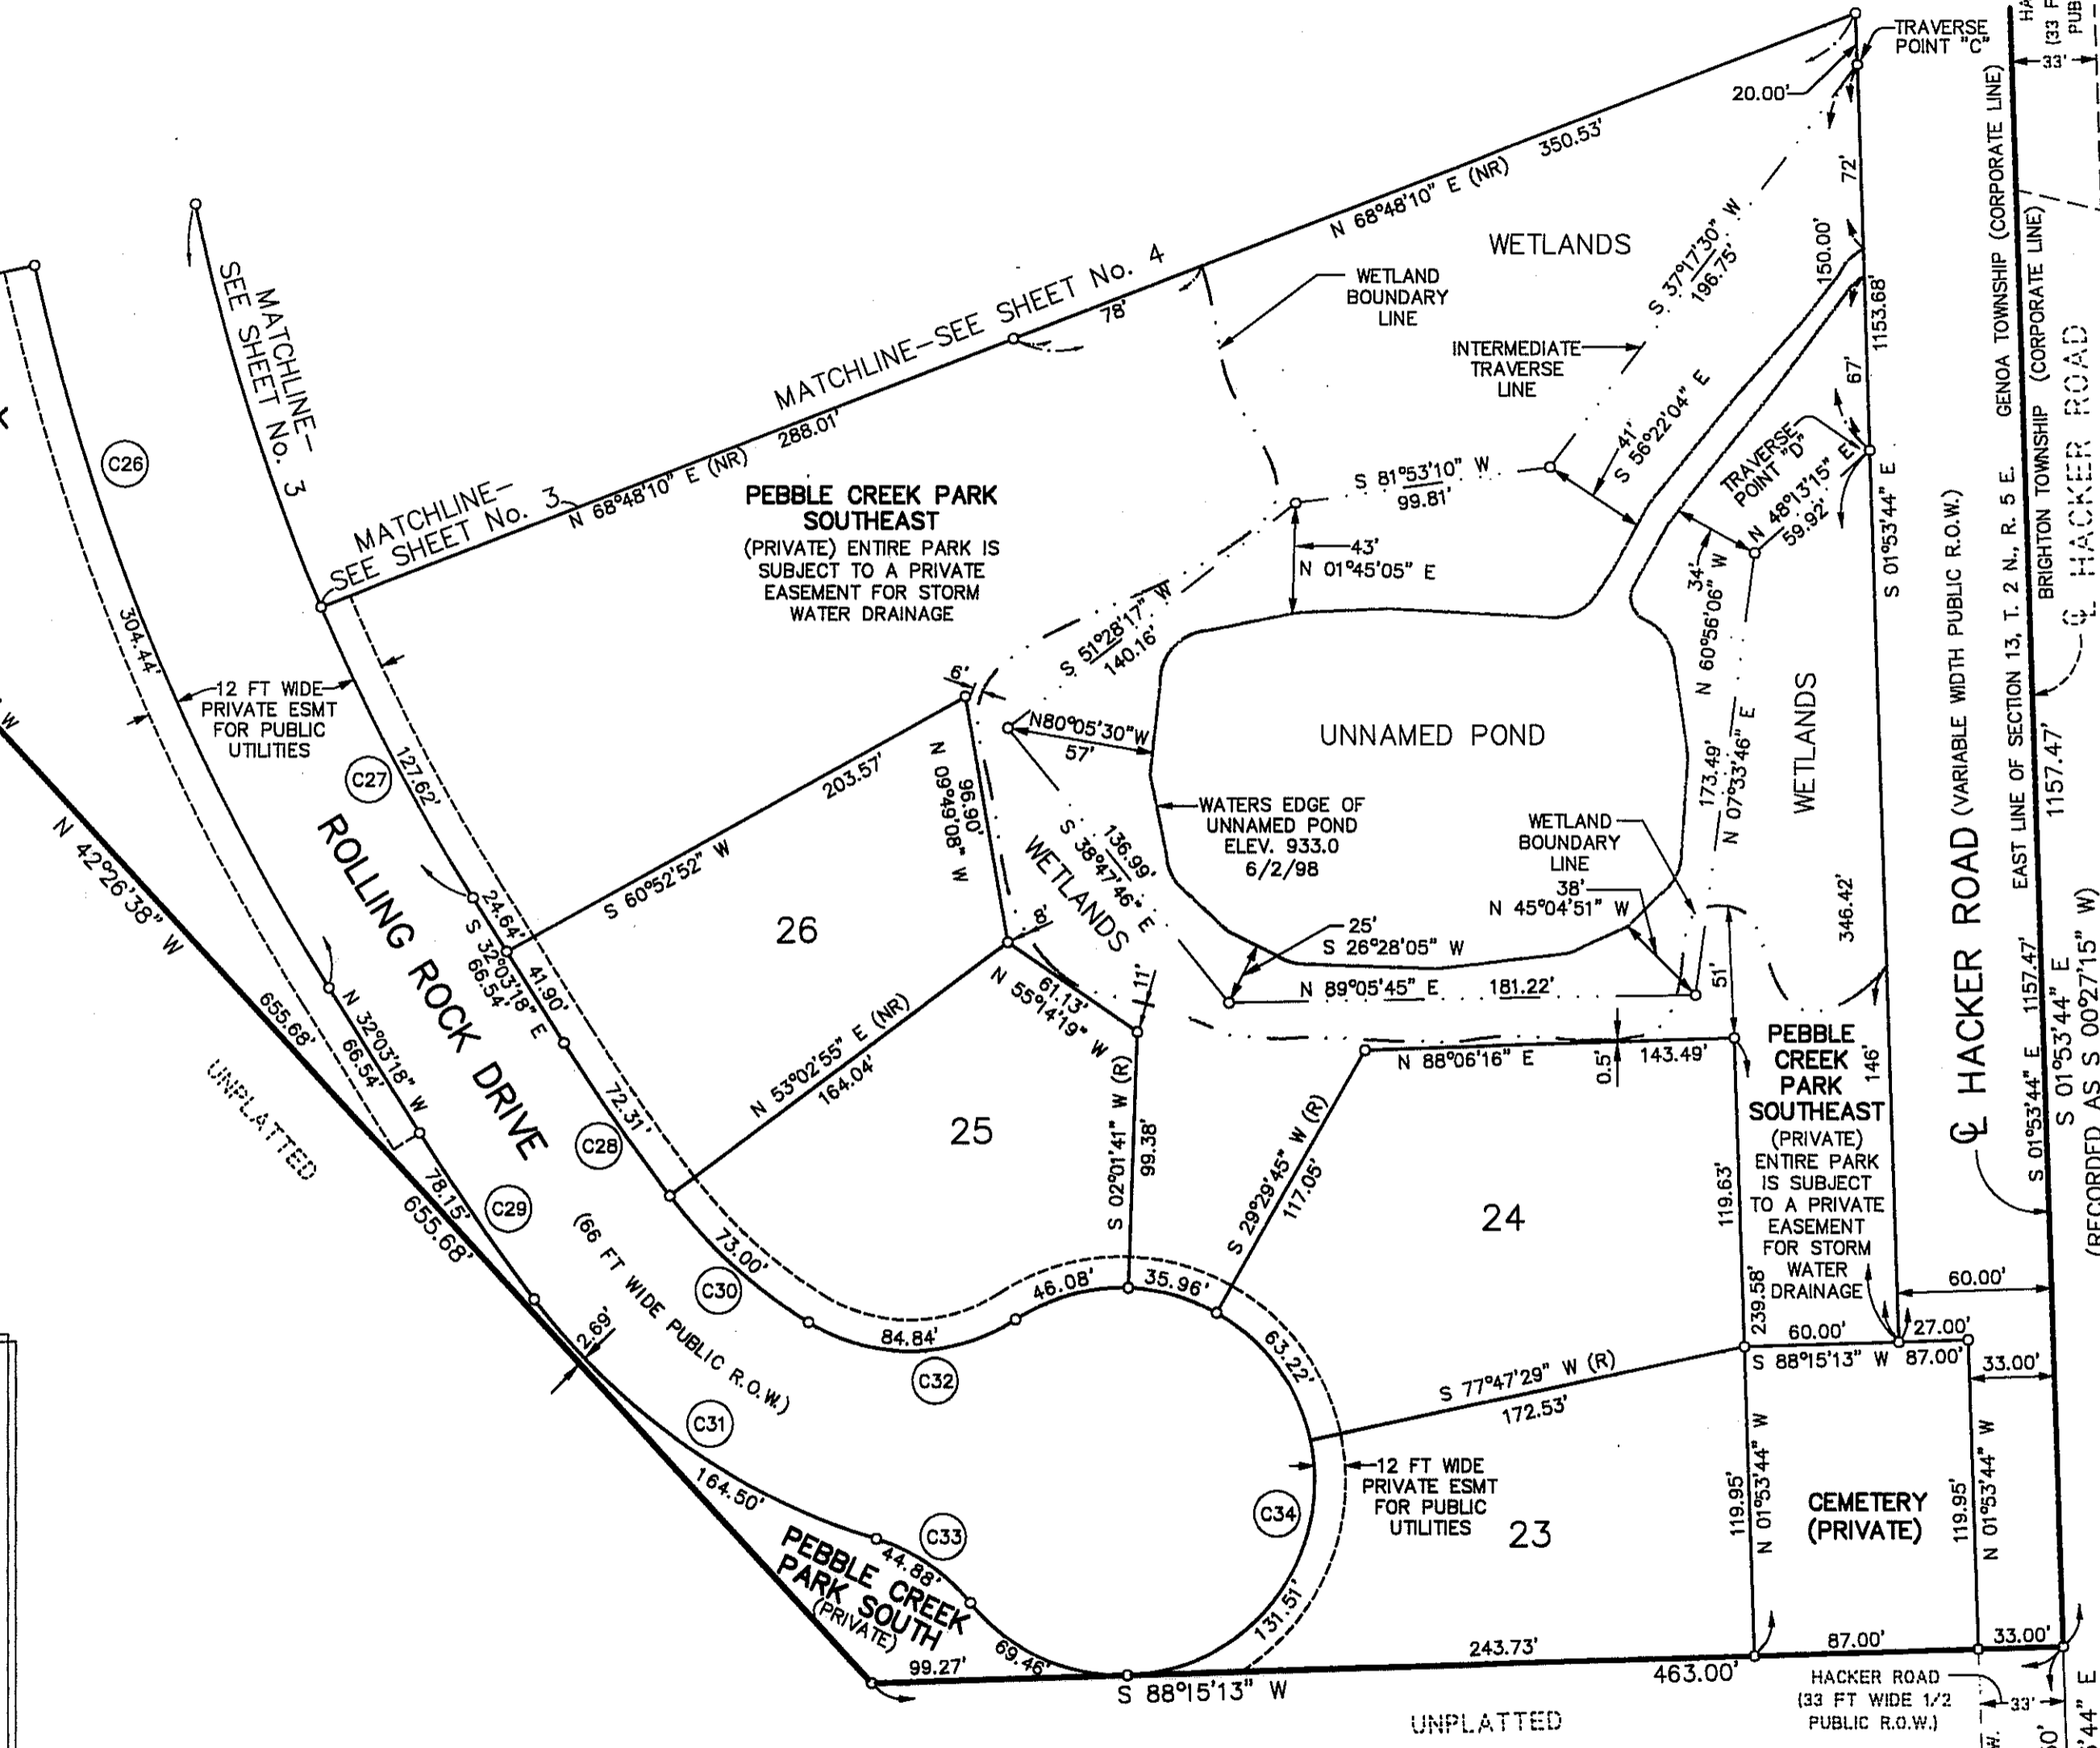 TRAVERSE
POINT "C"
20.00'
33'
350.53'
N 68°48'10" E (NR)
72'
WETLANDS
S 37°17'30" W
196.75'
150.00'
1153.68'
67'
WETLAND
BOUNDARY
LINE
INTERMEDIATE
TRAVERSE
LINE
78'
MATCHLINE-SEE SHEET No. 4
288.01'
N 68°48'10" E (NR)
MATCHLINE-
SEE SHEET No. 3
MATCHLINE-
SEE SHEET No. 3
C26
304.44'
12 FT WIDE
PRIVATE ESMT
FOR PUBLIC
UTILITIES
PEBBLE CREEK PARK
SOUTHEAST
(PRIVATE) ENTIRE PARK IS
SUBJECT TO A PRIVATE
EASEMENT FOR STORM
WATER DRAINAGE
S 81°53'10" W
99.81'
41'
S 56°22'04" E
TRAVERSE
POINT "D"
N 48°13'15" E
59.92'
S 01°53'44" E
43'
N 01°45'05" E
34'
N 60°56'06" W
S 51°28'17" W
140.16'
6'
N80°05'30"W
57'
UNNAMED POND
WATERS EDGE OF
UNNAMED POND
ELEV. 933.0
6/2/98
WETLAND
BOUNDARY
LINE
38'
N 45°04'51" W
173.49'
N 07°33'46" E
WETLANDS
346.42'
136.99'
S 38°47'46" E
WETLANDS
25'
S 26°28'05" W
N 89°05'45" E
181.22'
51'
C27
127.62'
203.57'
S 60°52'52" W
96.90'
N 09°49'08" W
26
8'
24.64'
S 32°03'18" E
66.54'
41.90'
ROLLING ROCK DRIVE
N 42°26'38" W
655.68'
N 32°03'18" W
66.54'
UNPLATTED
61.13'
N 55°14'19" W
11'
N 53°02'55" E (NR)
164.04'
25
72.31'
C28
78.15'
C29
655.68'
S 02°01'41" W (R)
99.38'
N 88°06'16" E
0.5'
143.49'
S 29°29'45" W (R)
117.05'
24
119.63'
239.58'
PEBBLE
CREEK
PARK
SOUTHEAST
(PRIVATE)
ENTIRE PARK
IS SUBJECT
TO A PRIVATE
EASEMENT
FOR STORM
WATER
DRAINAGE
146'
73.00'
C30
(66 FT WIDE PUBLIC R.O.W.)
2.69'
84.84'
C32
46.08'
35.96'
63.22'
S 77°47'29" W (R)
172.53'
60.00'
60.00'
27.00'
S 88°15'13" W
87.00'
33.00'
C31
164.50'
C33
44.88'
C34
12 FT WIDE
PRIVATE ESMT
FOR PUBLIC
UTILITIES
23
119.95'
N 01°53'44" W
CEMETERY
(PRIVATE)
119.95'
N 01°53'44" W
PEBBLE CREEK
PARK SOUTH
(PRIVATE)
69.46'
131.51'
99.27'
243.73'
87.00'
33.00'
S 88°15'13" W
463.00'
UNPLATTED
HACKER ROAD
(33 FT WIDE 1/2
PUBLIC R.O.W.)
33'
℄ HACKER ROAD (VARIABLE WIDTH PUBLIC R.O.W.)
S 01°53'44" E 1157.47' EAST LINE OF SECTION 13, T. 2 N., R. 5 E. GENOA TOWNSHIP (CORPORATE LINE)
BRIGHTON TOWNSHIP (CORPORATE LINE)
℄ HACKER ROAD
1157.47'
S 01°53'44" E
(RECORDED AS S 00°27'15" W)